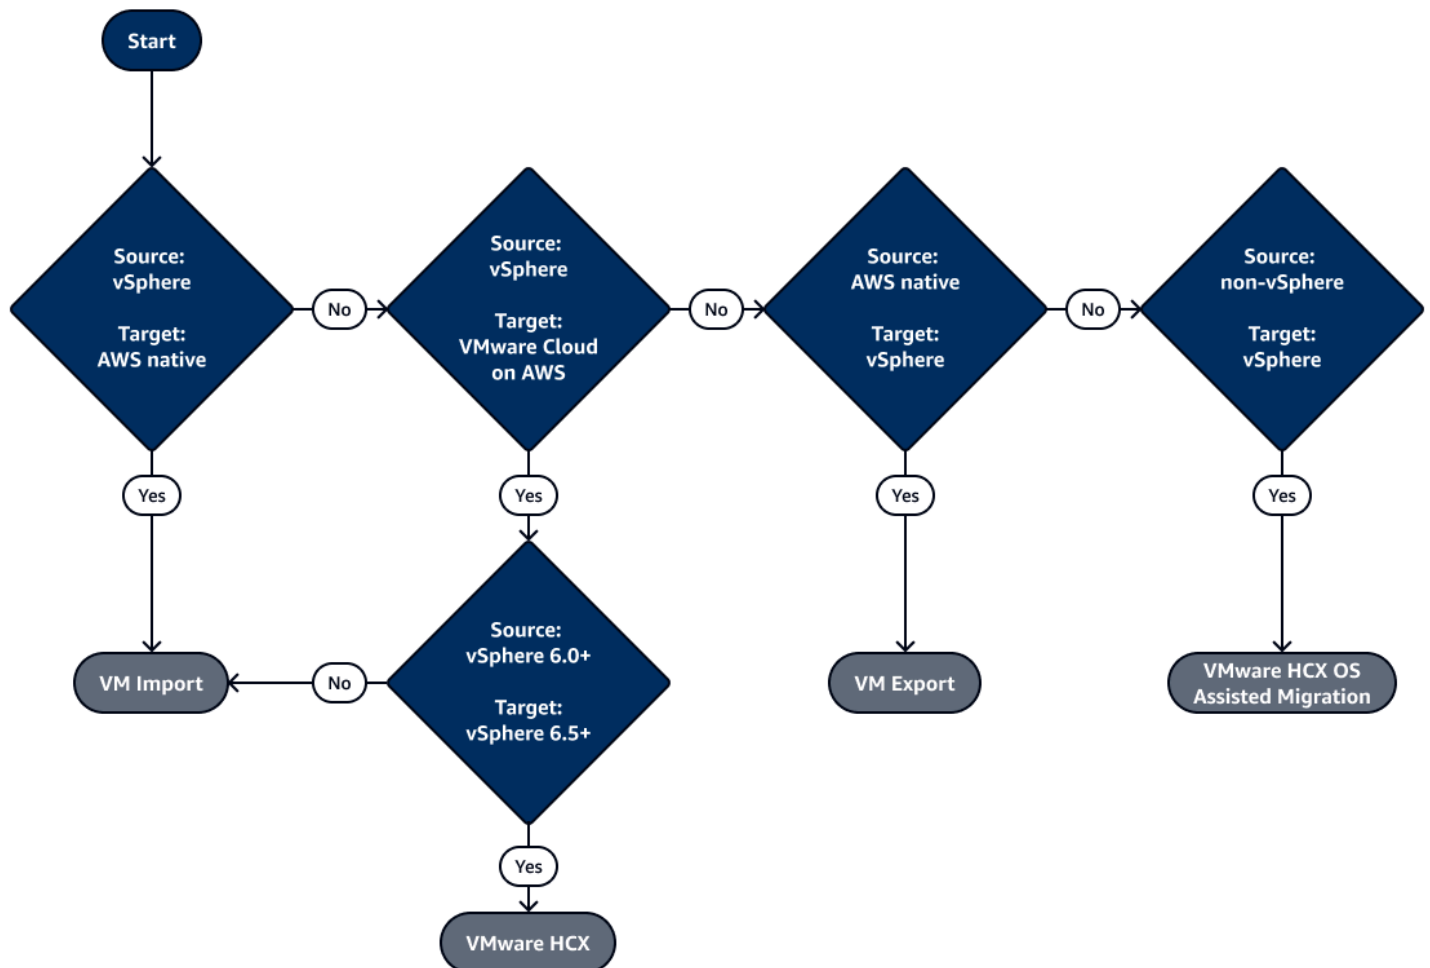 Start
Source:
vSphere
Target:
AWS native
No
Source:
vSphere
Target:
VMware Cloud
on AWS
No
Source:
AWS native
Target:
vSphere
No
Source:
non-vSphere
Target:
vSphere
Yes
Yes
Yes
Yes
VM Import
No
Source:
vSphere 6.0+
Target:
vSphere 6.5+
VM Export
VMware HCX OS
Assisted Migration
Yes
VMware HCX